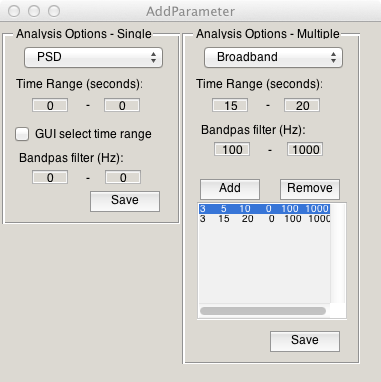 AddParameter
Analysis Options - Single
PSD
Time Range (seconds):
0 - 0
GUI select time range
Bandpas filter (Hz):
0 - 0
Save
Analysis Options - Multiple
Broadband
Time Range (seconds):
15 - 20
Bandpas filter (Hz):
100 - 1000
Add Remove
3 5 10 0 100 1000
3 15 20 0 100 1000
Save